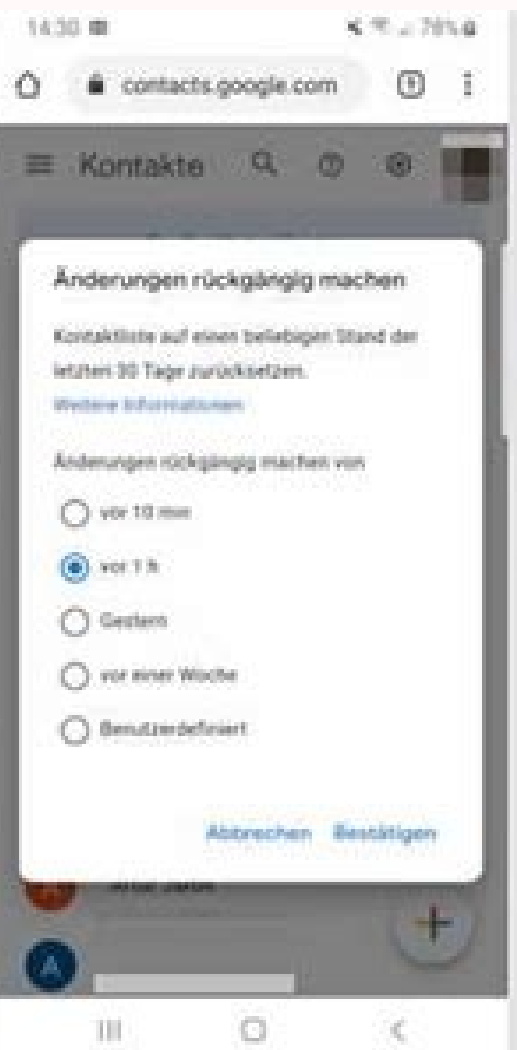 14:30
78%
contacts.google.com
Kontakte
Änderungen rückgängig machen
Kontaktliste auf einen beliebigen Stand der
letzten 30 Tage zurücksetzen.
Weitere Informationen
Änderungen rückgängig machen von
vor 10 min
vor 1 h
Gestern
vor einer Woche
Benutzerdefiniert
Abbrechen Bestätigen
A